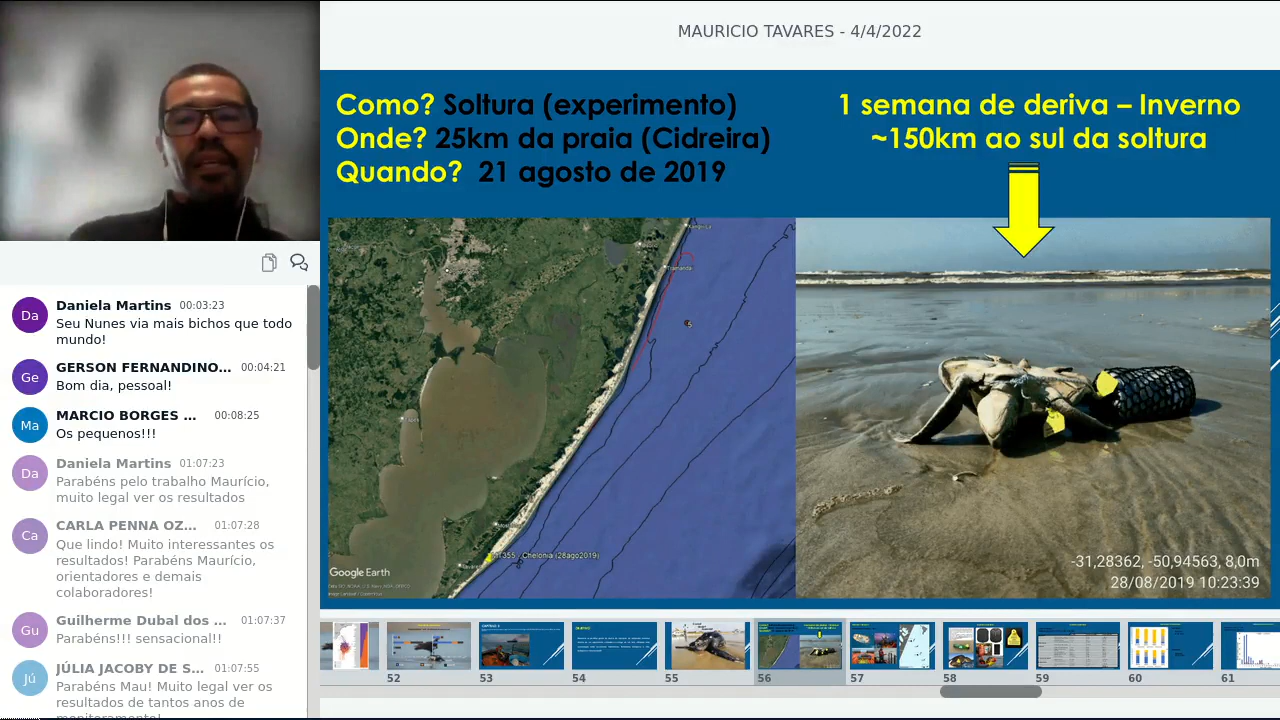 MAURICIO TAVARES - 4/4/2022
Como? Soltura (experimento)
Onde? 25km da praia (Cidreira)
Quando? 21 agosto de 2019
1 semana de deriva – Inverno
~150km ao sul da soltura
Tramandaí
Chelonia (28ago2019)
Google Earth
-31,28362, -50,94563, 8,0m
28/08/2019 10:23:39
Da
Daniela Martins 00:03:23
Seu Nunes via mais bichos que todo
mundo!
Ge
GERSON FERNANDINO... 00:04:21
Bom dia, pessoal!
Ma
MARCIO BORGES ... 00:08:25
Os pequenos!!!
Da
Daniela Martins 01:07:23
Parabéns pelo trabalho Maurício,
muito legal ver os resultados
Ca
CARLA PENNA OZ... 01:07:28
Que lindo! Muito interessantes os
resultados! Parabéns Maurício,
orientadores e demais
colaboradores!
Gu
Guilherme Dubal dos ... 01:07:37
Parabens!! sensacional!!
Jú
JÚLIA JACOBY DE S... 01:07:55
Parabéns Mau! Muito legal ver os
resultados de tantos anos de
monitoramento!
52
53
54
55
56
57
58
59
60
61